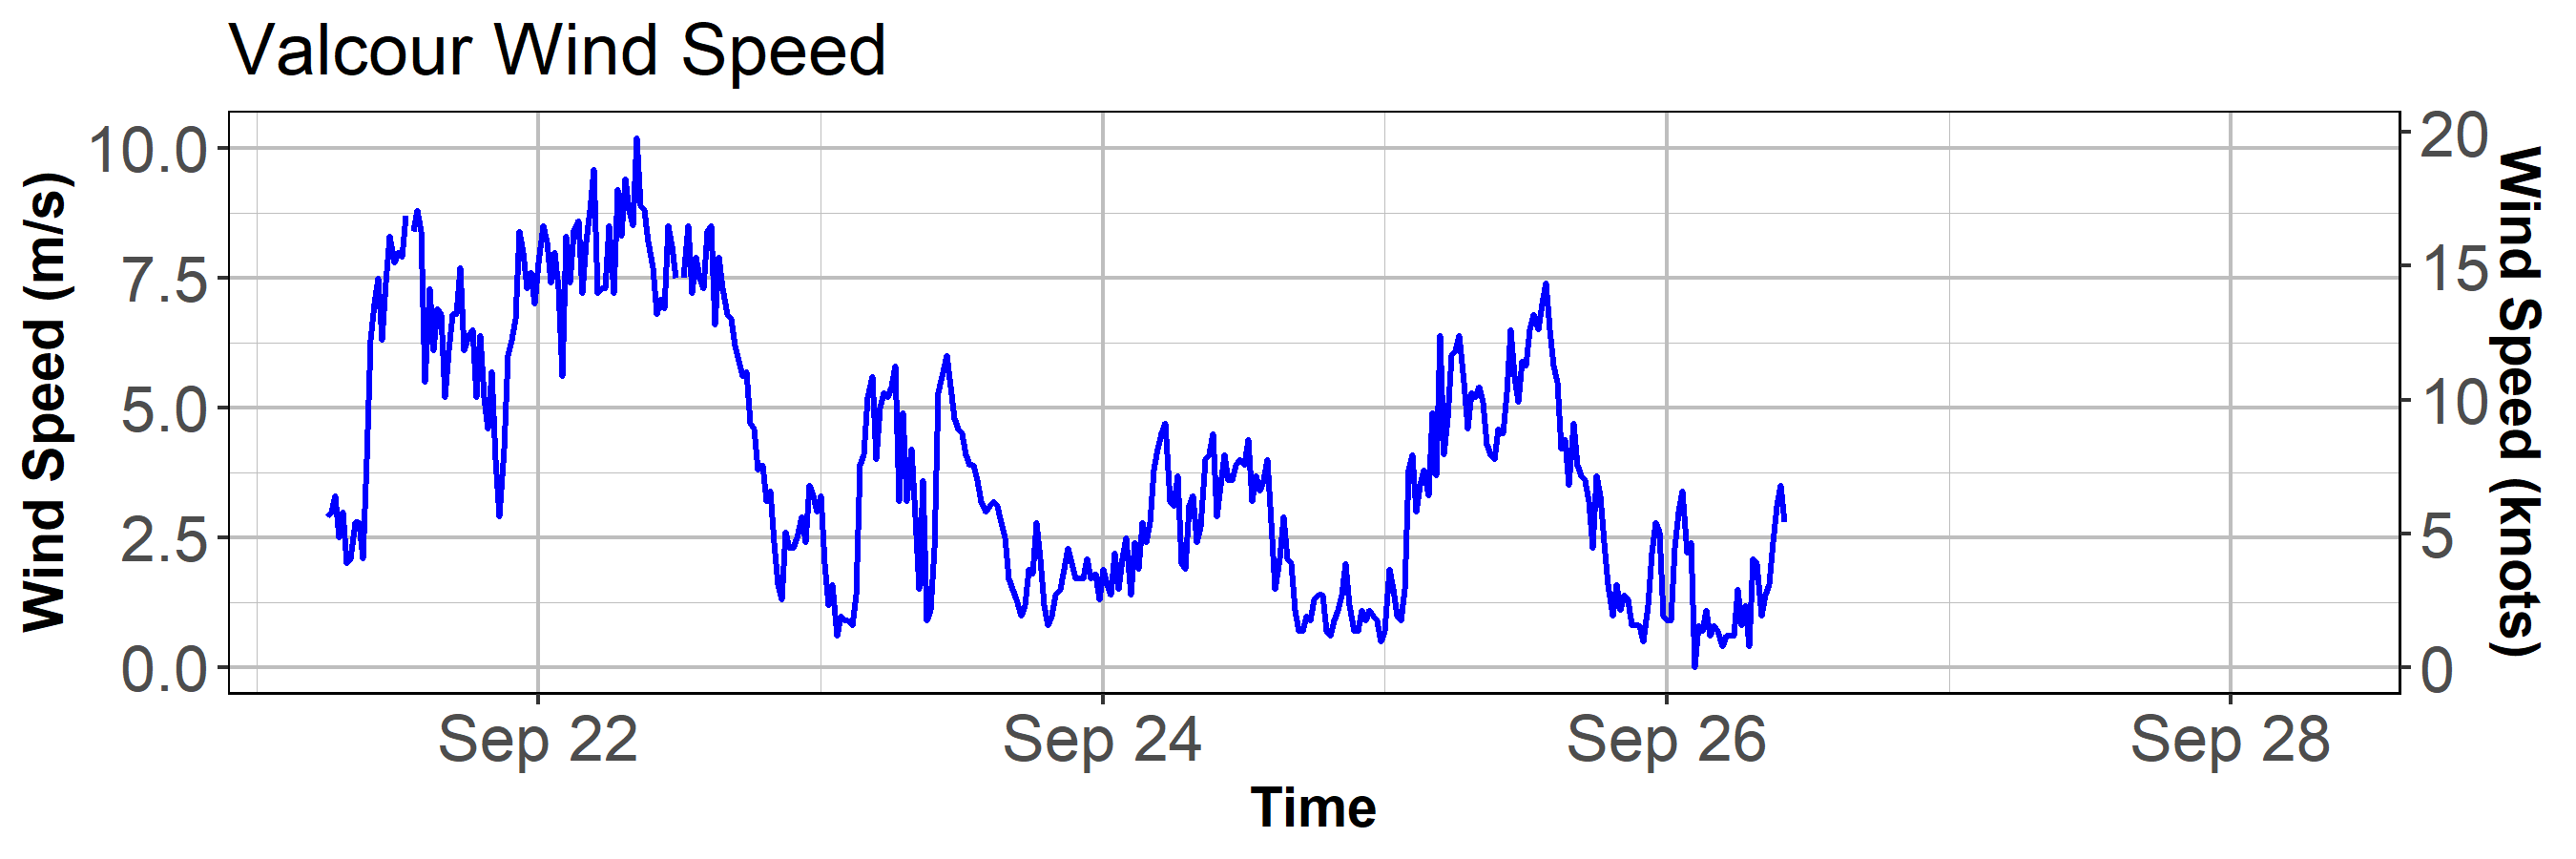 Valcour Wind Speed
Wind Speed (m/s)
10.0
7.5
5.0
2.5
0.0
20
15
10
5
0
Wind Speed (knots)
Sep 22
Sep 24
Sep 26
Sep 28
Time